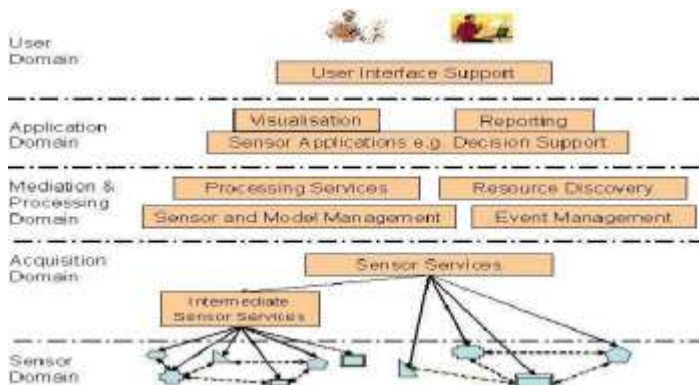 User
Domain
User Interface Support
Application
Domain
Visualisation
Reporting
Sensor Applications e.g. Decision Support
Mediation &
Processing
Domain
Processing Services
Resource Discovery
Sensor and Model Management
Event Management
Acquisition
Domain
Sensor Services
Intermediate
Sensor Services
Sensor
Domain